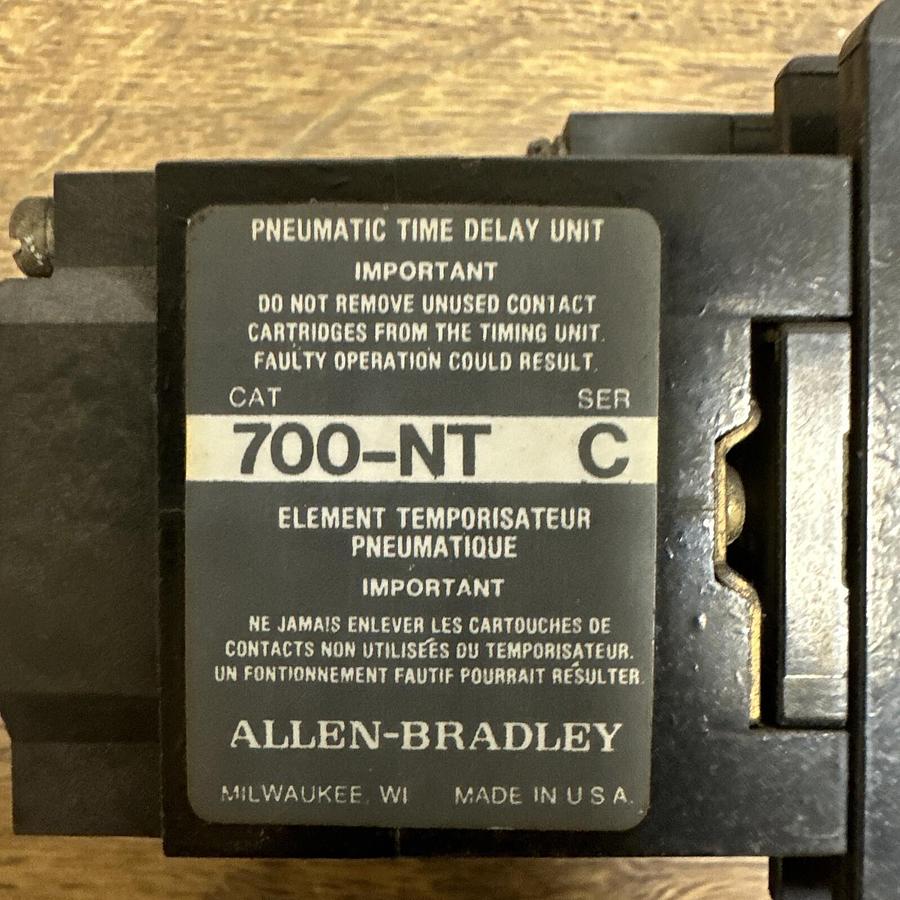 PNEUMATIC TIME DELAY UNIT
IMPORTANT
DO NOT REMOVE UNUSED CONTACT
CARTRIDGES FROM THE TIMING UNIT.
FAULTY OPERATION COULD RESULT.
CAT SER
700-NT C
ELEMENT TEMPORISATEUR
PNEUMATIQUE
IMPORTANT
NE JAMAIS ENLEVER LES CARTOUCHES DE
CONTACTS NON UTILISEÉS DU TEMPORISATEUR.
UN FONTIONNEMENT FAUTIF POURRAIT RÉSULTER.
ALLEN-BRADLEY
MILWAUKEE, WI MADE IN U S A.